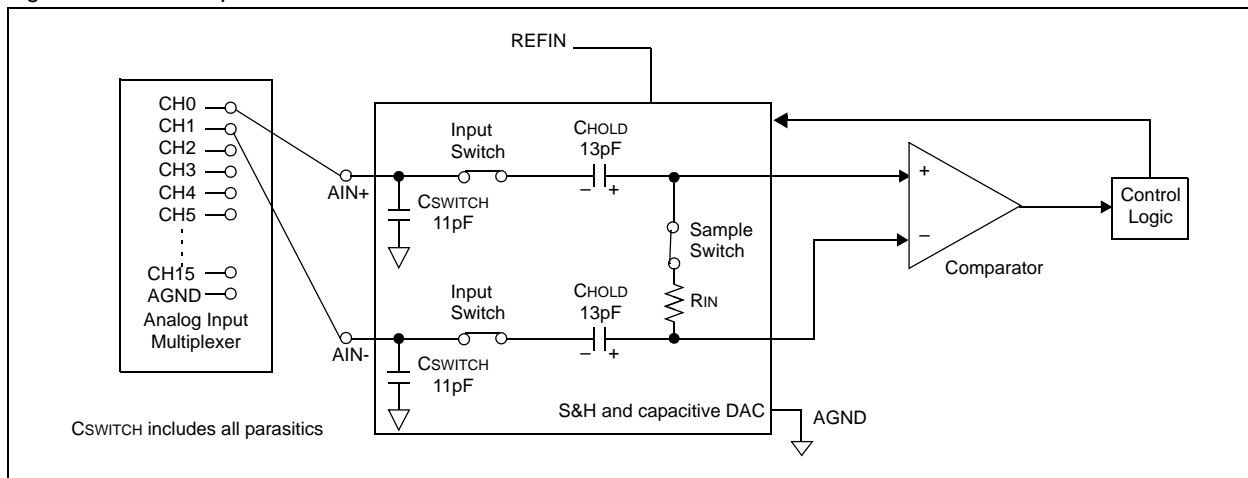 REFIN
CH0
CH1
CH2
CH3
CH4
CH5
CH15
AGND
Analog Input
Multiplexer
AIN+
AIN-
Input
Switch
CHOLD
13pF
– +
CSWITCH
11pF
Sample
Switch
RIN
Input
Switch
CHOLD
13pF
– +
CSWITCH
11pF
S&H and capacitive DAC
AGND
+
–
Comparator
Control
Logic
CSWITCH includes all parasitics